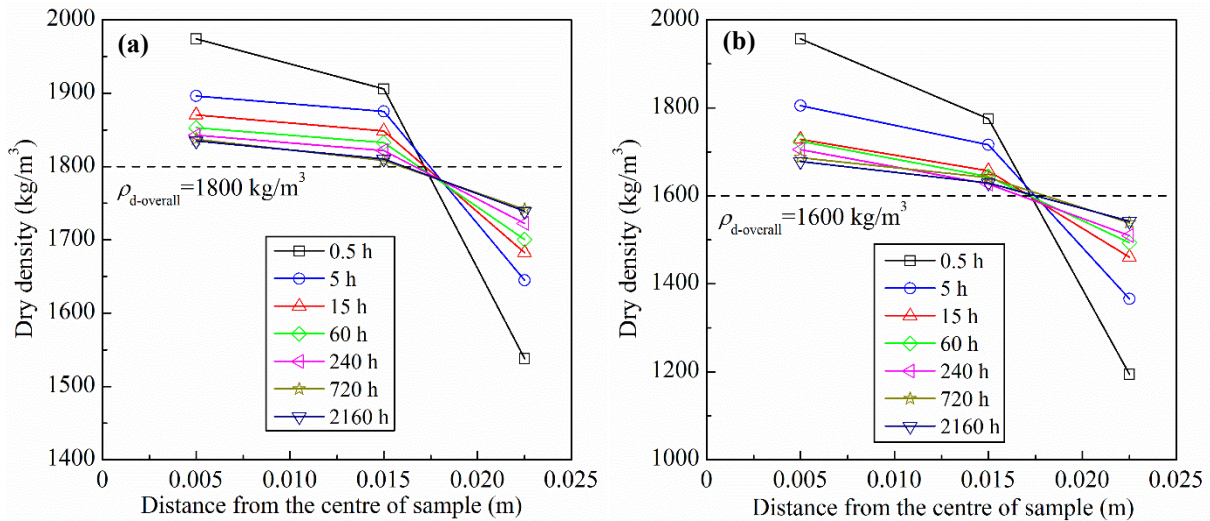 (a)
Dry density (kg/m³)
2000
1900
1800
1700
1600
1500
1400
ρd-overall=1800 kg/m³
0.5 h
5 h
15 h
60 h
240 h
720 h
2160 h
0 0.005 0.010 0.015 0.020 0.025
Distance from the centre of sample (m)
(b)
Dry density (kg/m³)
2000
1800
1600
1400
1200
1000
ρd-overall=1600 kg/m³
0.5 h
5 h
15 h
60 h
240 h
720 h
2160 h
0 0.005 0.010 0.015 0.020 0.025
Distance from the centre of sample (m)